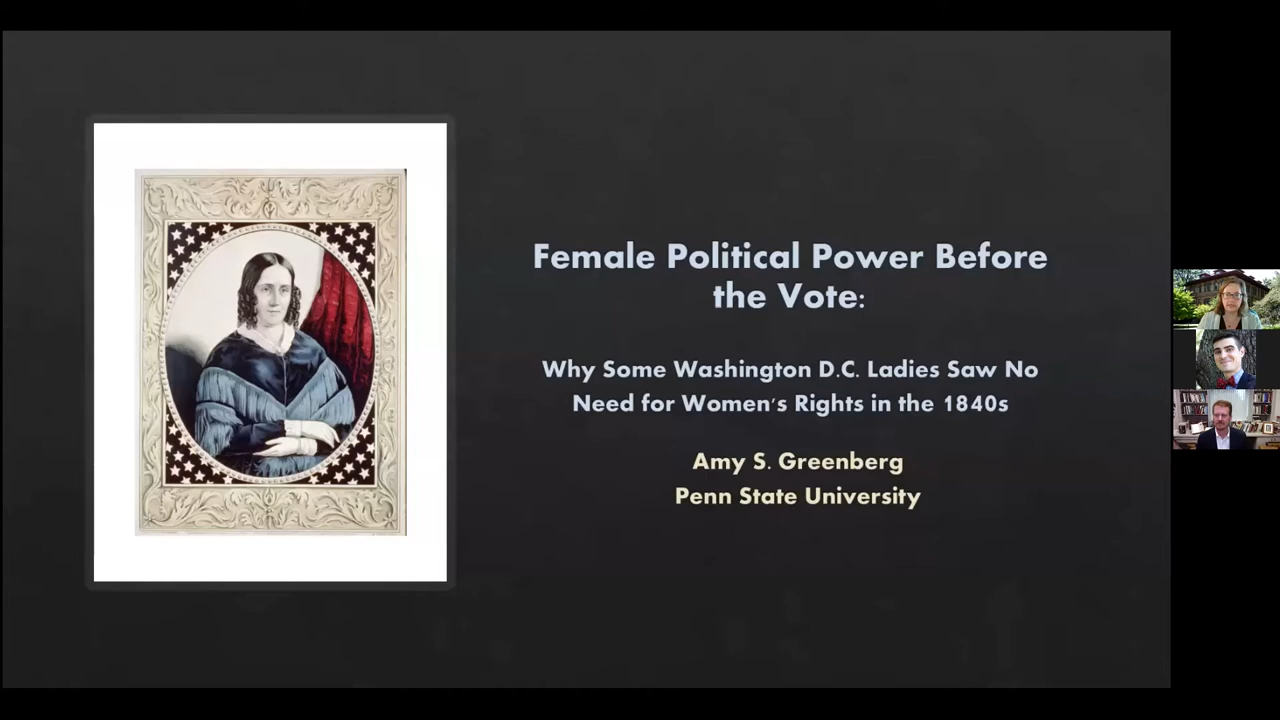 Female Political Power Before
the Vote:
Why Some Washington D.C. Ladies Saw No
Need for Women's Rights in the 1840s
Amy S. Greenberg
Penn State University